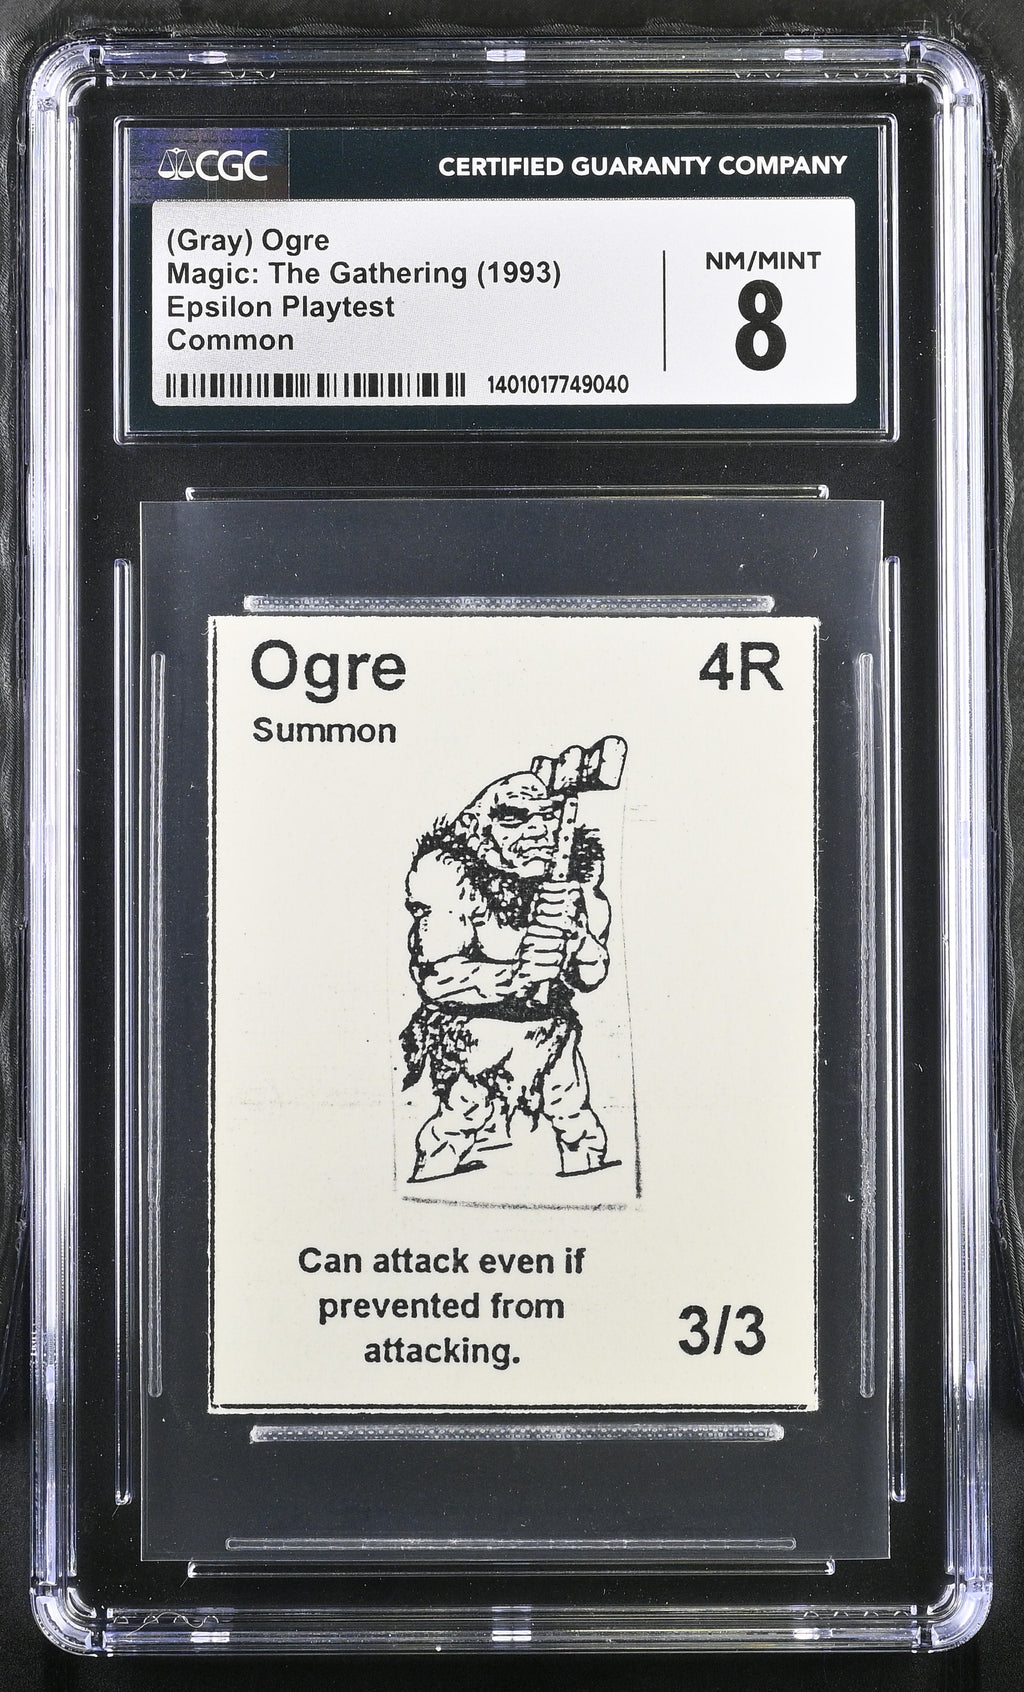 CGC
CERTIFIED GUARANTY COMPANY
(Gray) Ogre
Magic: The Gathering (1993)
Epsilon Playtest
Common
NM/MINT
8
1401017749040
Ogre
4R
Summon
Can attack even if
prevented from
attacking.
3/3